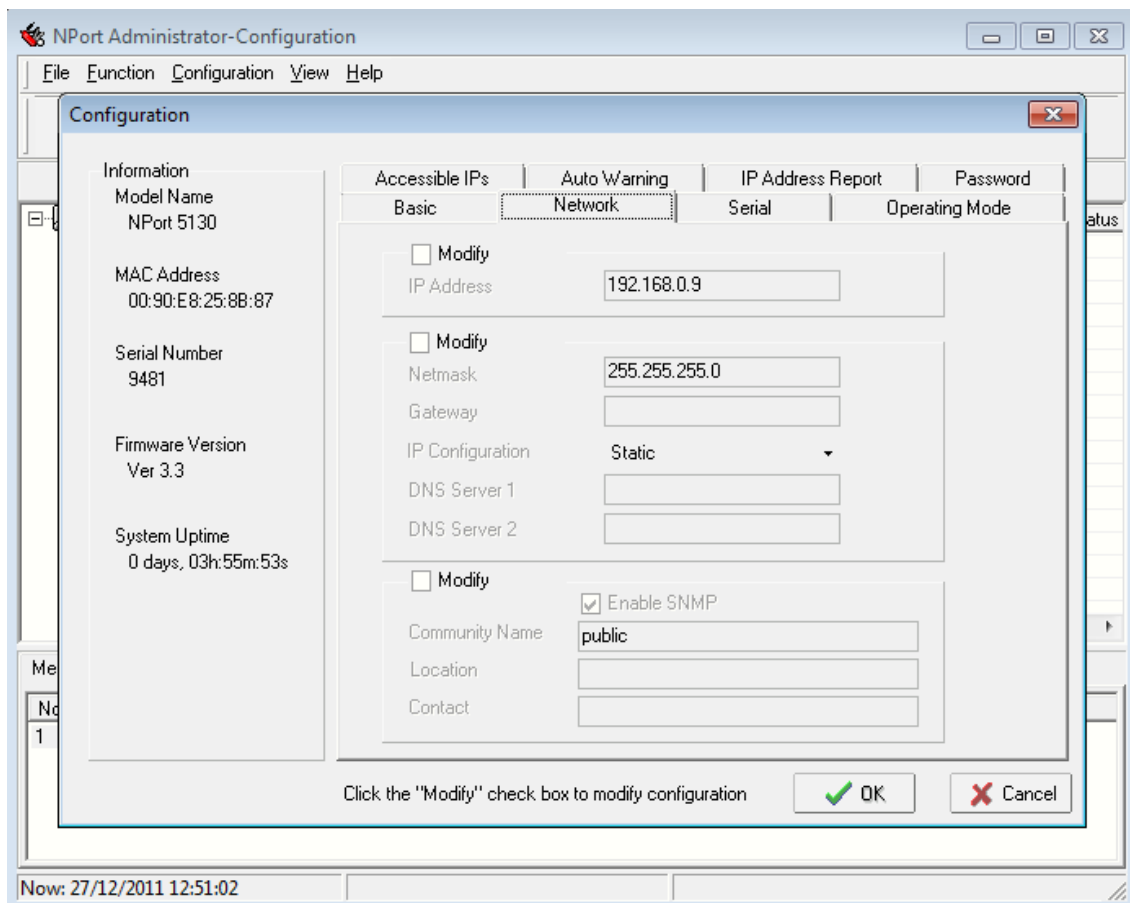 NPort Administrator-Configuration
File Function Configuration View Help
Configuration
Information
Model Name
NPort 5130
MAC Address
00:90:E8:25:8B:87
Serial Number
9481
Firmware Version
Ver 3.3
System Uptime
0 days, 03h:55m:53s
Accessible IPs Auto Warning IP Address Report Password
Basic Network Serial Operating Mode
Modify
IP Address 192.168.0.9
Modify
Netmask 255.255.255.0
Gateway
IP Configuration Static
DNS Server 1
DNS Server 2
Modify
Enable SNMP
Community Name public
Location
Contact
Click the "Modify" check box to modify configuration OK Cancel
1
Now: 27/12/2011 12:51:02